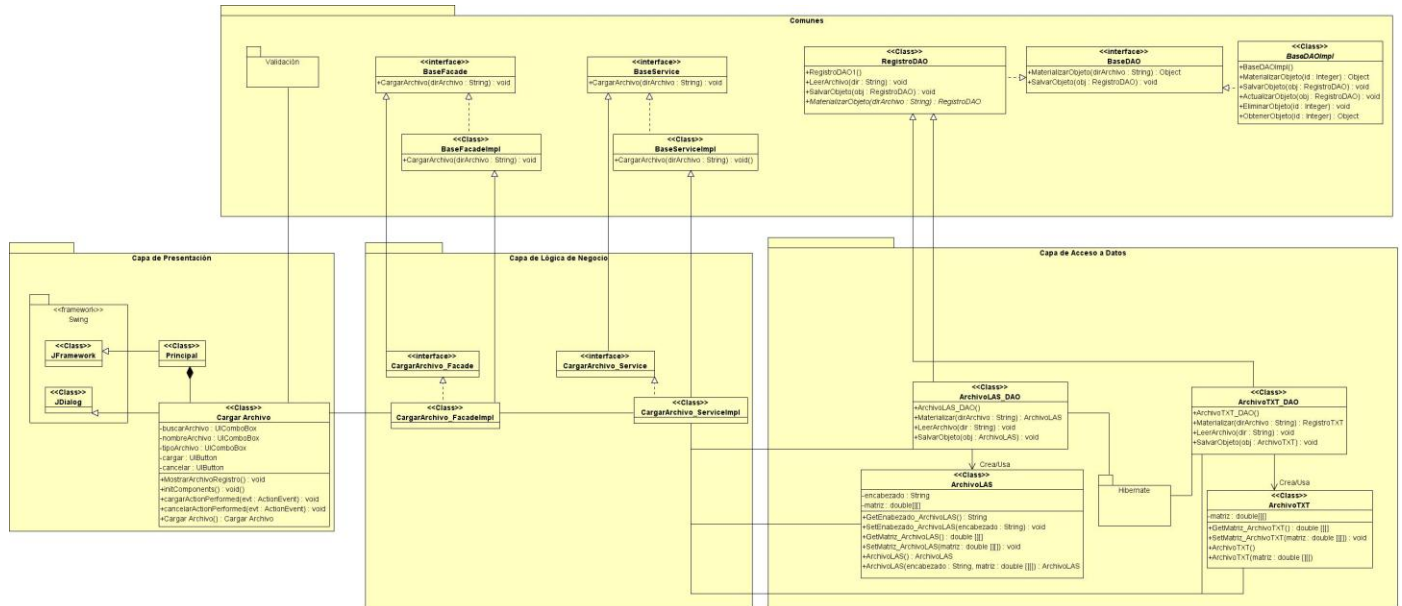 Comunes
Validación
<<interface>>
BaseFacade
+CargarArchivo(dirArchivo : String) : void
<<Class>>
BaseFacadeImpl
+CargarArchivo(dirArchivo : String) : void
<<interface>>
BaseService
+CargarArchivo(dirArchivo : String) : void
<<Class>>
BaseServiceImpl
+CargarArchivo(dirArchivo : String) : void()
<<Class>>
RegistroDAO
+RegistroDAO1()
+LeerArchivo(dir : String) : void
+SalvarObjeto(obj : RegistroDAO) : void
+MaterializarObjeto(dirArchivo : String) : RegistroDAO
<<interface>>
BaseDAO
+MaterializarObjeto(dirArchivo : String) : Object
+SalvarObjeto(obj : RegistroDAO) : void
<<Class>>
BaseDAOImpl
+BaseDAOImpl()
+MaterializarObjeto(id : Integer) : Object
+SalvarObjeto(obj : RegistroDAO) : void
+ActualizarObjeto(obj : RegistroDAO) : void
+EliminarObjeto(id : Integer) : void
+ObtenerObjeto(id : Integer) : Object
Capa de Presentación
<<framework>>
Swing
<<Class>>
JFramework
<<Class>>
Principal
<<Class>>
JDialog
<<Class>>
Cargar Archivo
-buscarArchivo : UIComboBox
-nombreArchivo : UIComboBox
-tipoArchivo : UIComboBox
-cargar : UIButton
-cancelar : UIButton
+MostrarArchivoRegistro() : void
+initComponents() : void()
+cargarActionPerformed(evt : ActionEvent) : void
+cancelarActionPerformed(evt : ActionEvent) : void
+Cargar Archivo() : Cargar Archivo
Capa de Lógica de Negocio
<<interface>>
CargarArchivo_Facade
<<Class>>
CargarArchivo_FacadeImpl
<<interface>>
CargarArchivo_Service
<<Class>>
CargarArchivo_ServiceImpl
Capa de Acceso a Datos
<<Class>>
ArchivoLAS_DAO
+ArchivoLAS_DAO()
+Materializar(dirArchivo : String) : ArchivoLAS
+LeerArchivo(dir : String) : void
+SalvarObjeto(obj : ArchivoLAS) : void
Crea/Usa
<<Class>>
ArchivoLAS
-encabezado : String
-matriz : double[][]
+GetEnabezado_ArchivoLAS() : String
+SetEnabezado_ArchivoLAS(encabezado : String) : void
+GetMatriz_ArchivoLAS() : double [][]
+SetMatriz_ArchivoLAS(matriz : double [][]) : void
+ArchivoLAS() : ArchivoLAS
+ArchivoLAS(encabezado : String, matriz : double [][]) : ArchivoLAS
Hibernate
<<Class>>
ArchivoTXT_DAO
+ArchivoTXT_DAO()
+Materializar(dirArchivo : String) : RegistroTXT
+LeerArchivo(dir : String) : void
+SalvarObjeto(obj : ArchivoTXT) : void
Crea/Usa
<<Class>>
ArchivoTXT
-matriz : double[][]
+GetMatriz_ArchivoTXT() : double [][]
+SetMatriz_ArchivoTXT(matriz : double [][]) : void
+ArchivoTXT()
+ArchivoTXT(matriz : double [][])